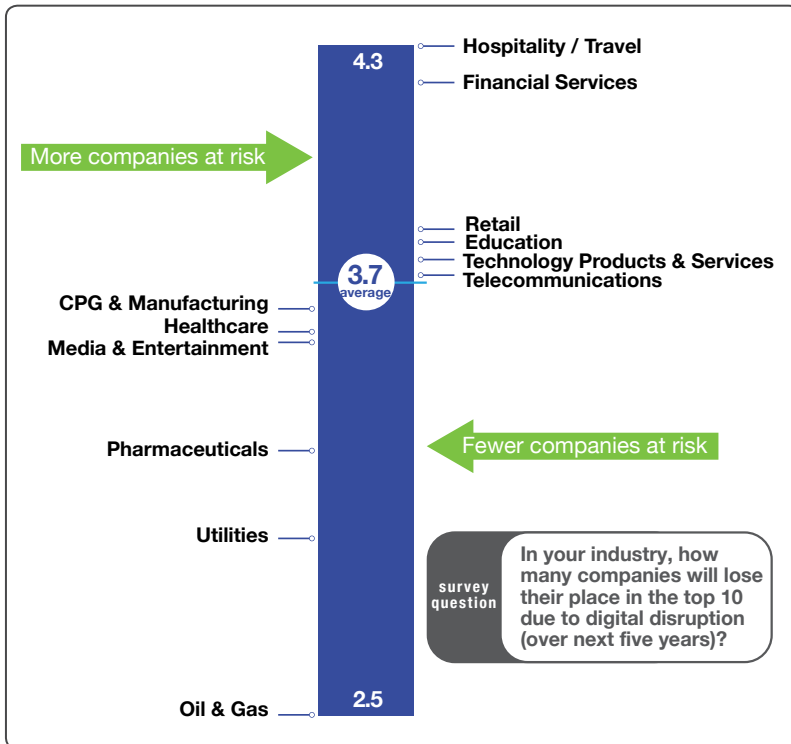 4.3
Hospitality / Travel
Financial Services
More companies at risk
Retail
Education
Technology Products & Services
Telecommunications
3.7
average
CPG & Manufacturing
Healthcare
Media & Entertainment
Pharmaceuticals
Fewer companies at risk
Utilities
survey
question
In your industry, how
many companies will lose
their place in the top 10
due to digital disruption
(over next five years)?
2.5
Oil & Gas